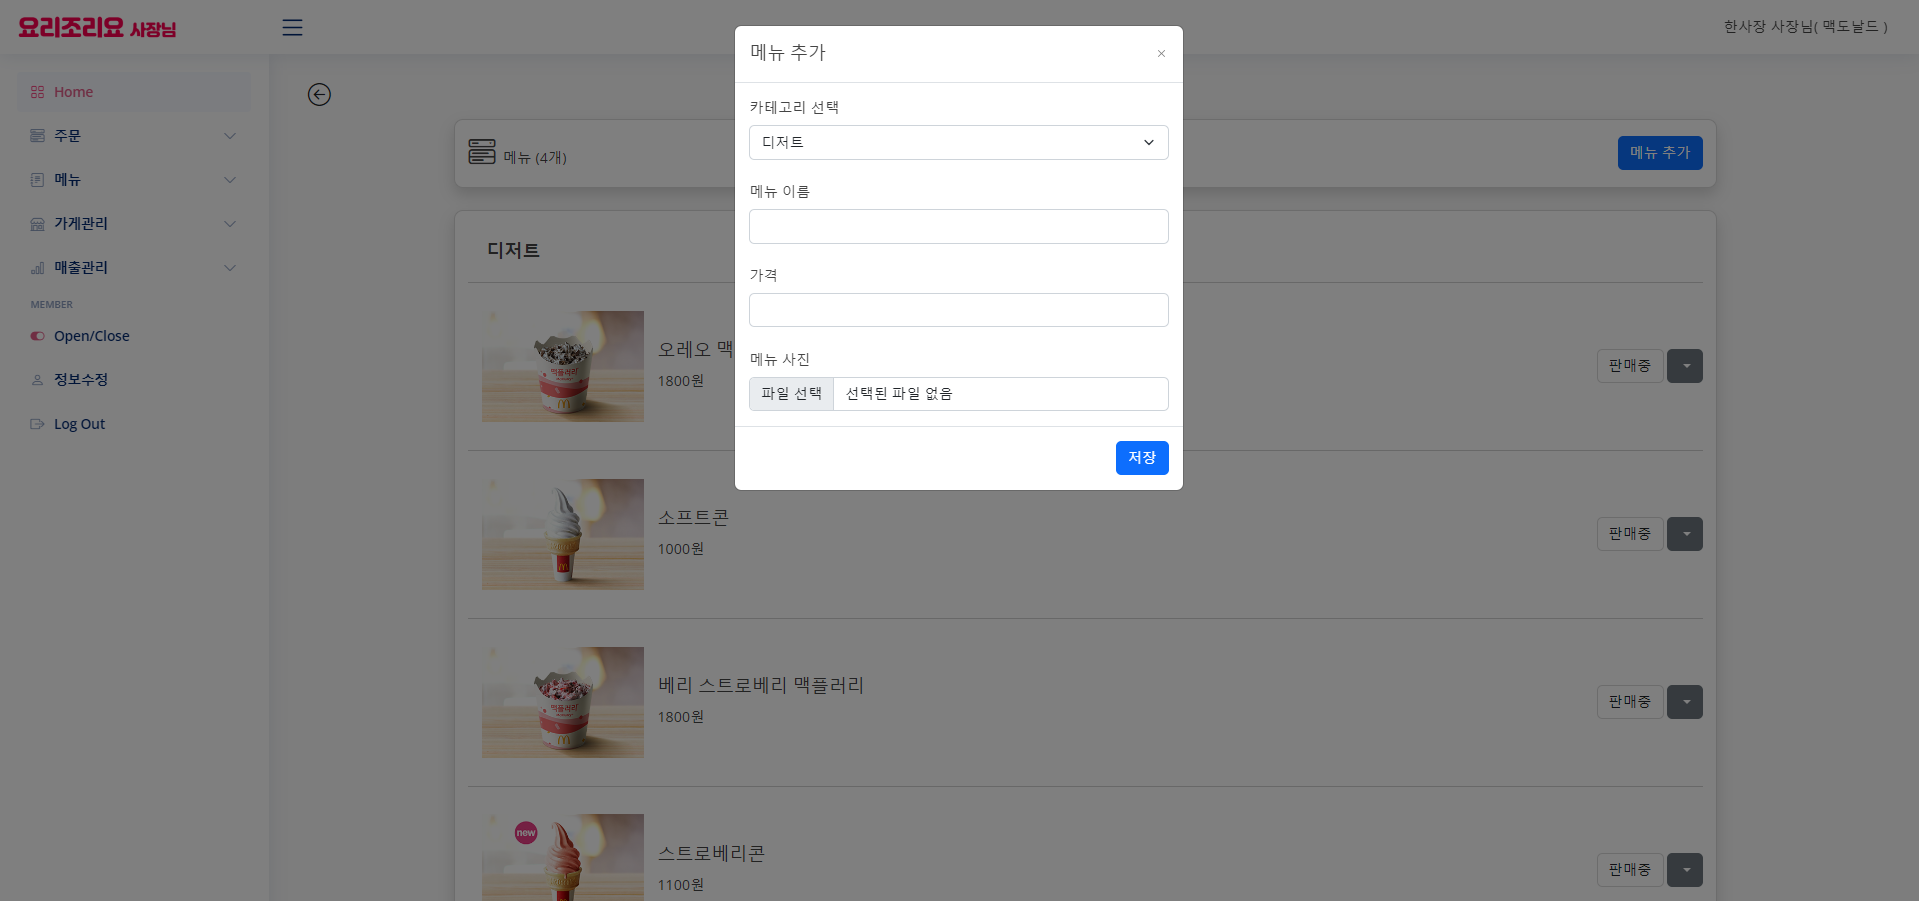 요리조리요 사장님
한사장 사장님( 맥도날드 )
Home
주문
메뉴
가게관리
매출관리
MEMBER
Open/Close
정보수정
Log Out
메뉴 (4개)
메뉴 추가
디저트
오레오 맥
1800원
판매중
소프트콘
1000원
판매중
베리 스트로베리 맥플러리
1800원
판매중
new
스트로베리콘
1100원
판매중
메뉴 추가
×
카테고리 선택
디저트
메뉴 이름
가격
메뉴 사진
파일 선택 선택된 파일 없음
저장